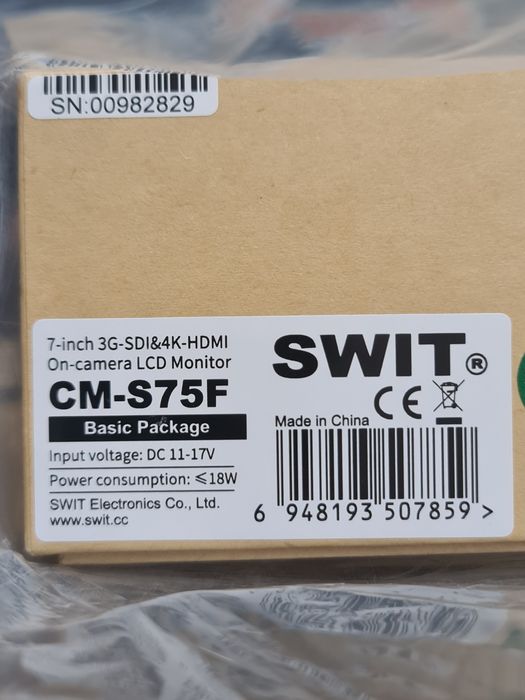 SN:00982829
7-inch 3G-SDI&4K-HDMI
On-camera LCD Monitor
CM-S75F
Basic Package
Input voltage: DC 11-17V
Power consumption: ≤18W
SWIT Electronics Co., Ltd.
www.swit.cc
SWIT®
CE
Made in China
6 948193 507859 >